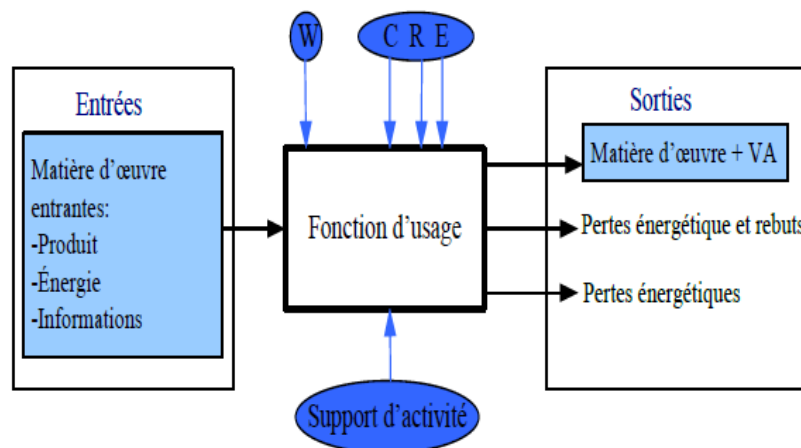 W
C R E
Entrées
Matière d'œuvre
entrantes:
-Produit
-Énergie
-Informations
Fonction d'usage
Sorties
Matière d'œuvre + VA
Pertes énergétique et rebuts
Pertes énergétiques
Support d'activité